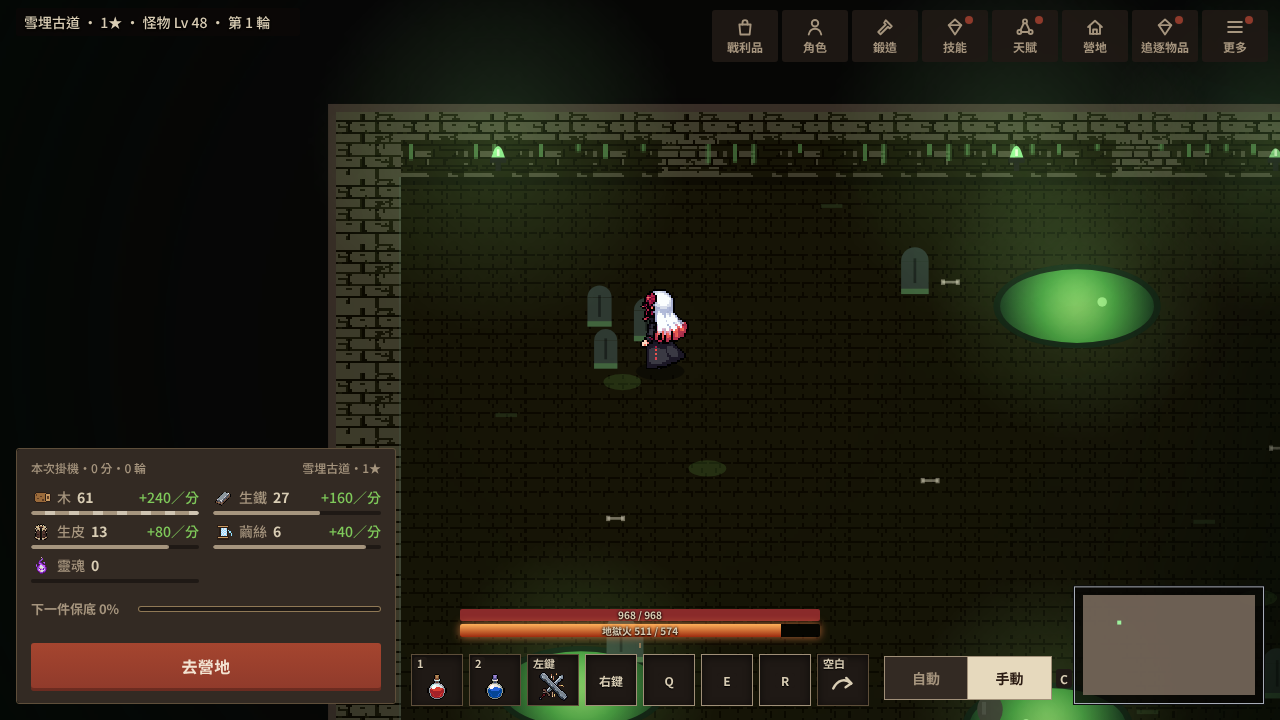 雪埋古道 · 1★ · 怪物 Lv 48 · 第 1 輪
戰利品
角色
鍛造
技能
天賦
營地
追逐物品
更多
本次掛機·0 分·0 輪
雪埋古道·1★
木 61 +240／分
生鐵 27 +160／分
生皮 13 +80／分
繭絲 6 +40／分
靈魂 0
下一件保底 0%
去營地
968 / 968
地獄火 511 / 574
1
2
左鍵
右鍵
Q
E
R
空白
自動
手動
C